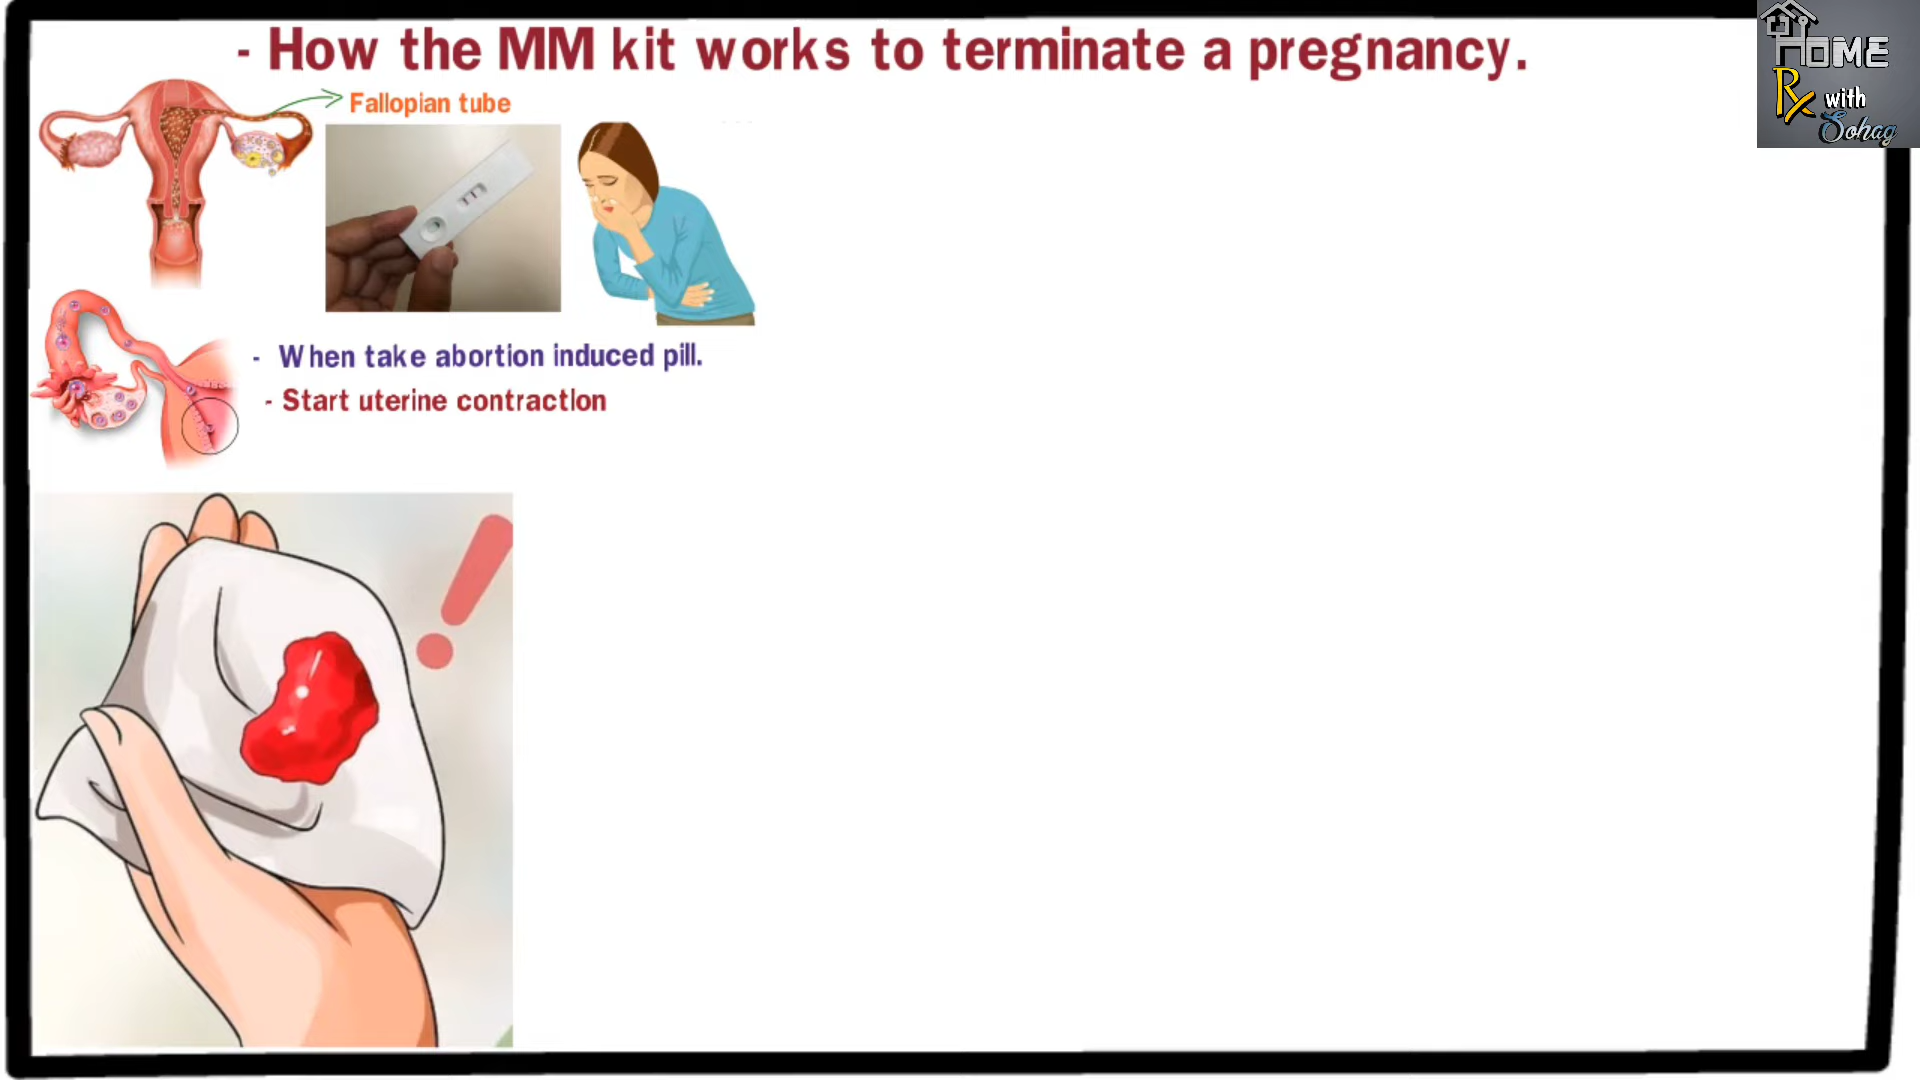 - How the MM kit works to terminate a pregnancy.
HOME
Rx with
Sohag
Fallopian tube
- When take abortion induced pill.
- Start uterine contraction